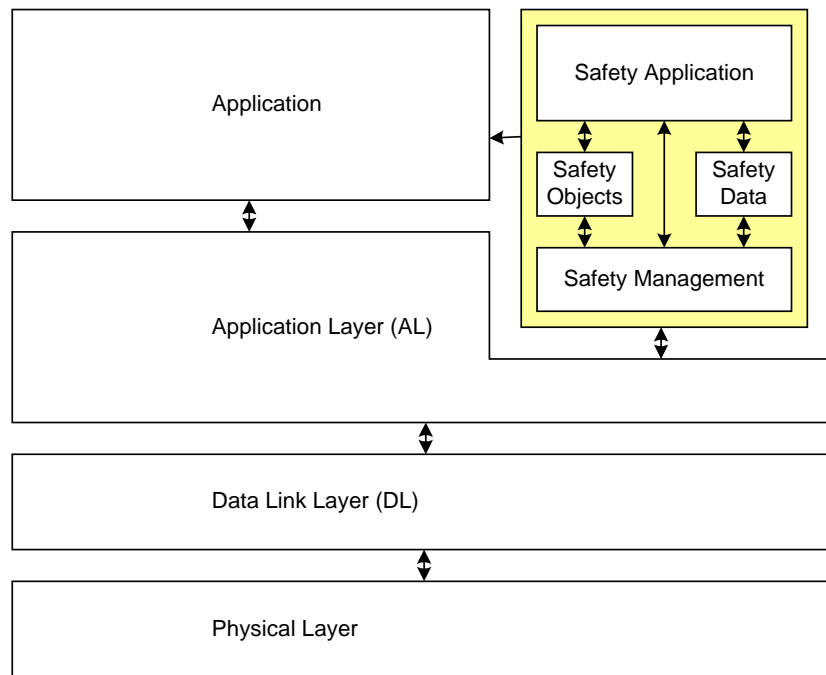 Application
Safety Application
Safety
Objects
Safety
Data
Safety Management
Application Layer (AL)
Data Link Layer (DL)
Physical Layer